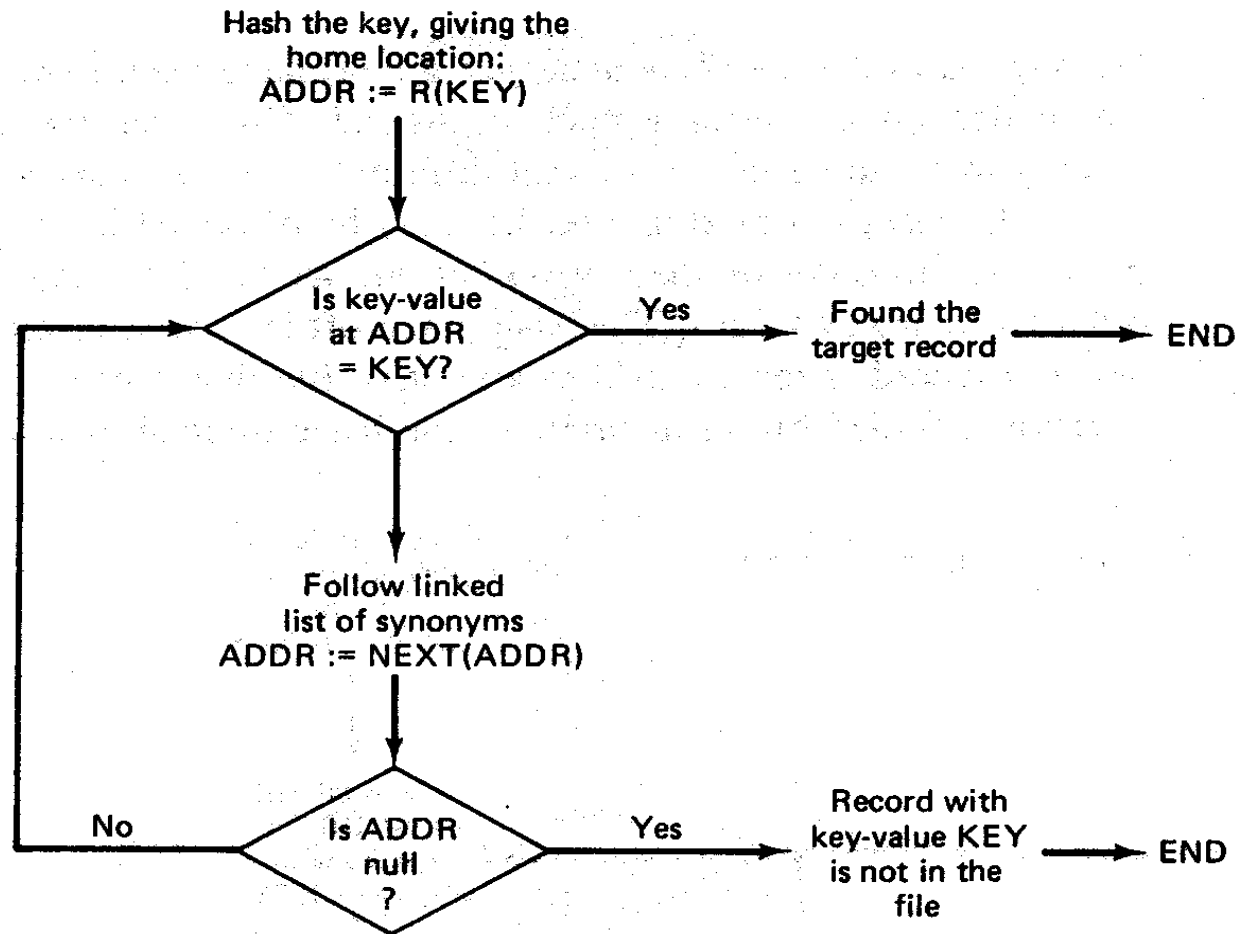 Hash the key, giving the
home location:
ADDR := R(KEY)
Is key-value
at ADDR
= KEY?
Yes
Found the
target record
END
Follow linked
list of synonyms
ADDR := NEXT(ADDR)
No
Is ADDR
null
?
Yes
Record with
key-value KEY
is not in the
file
END